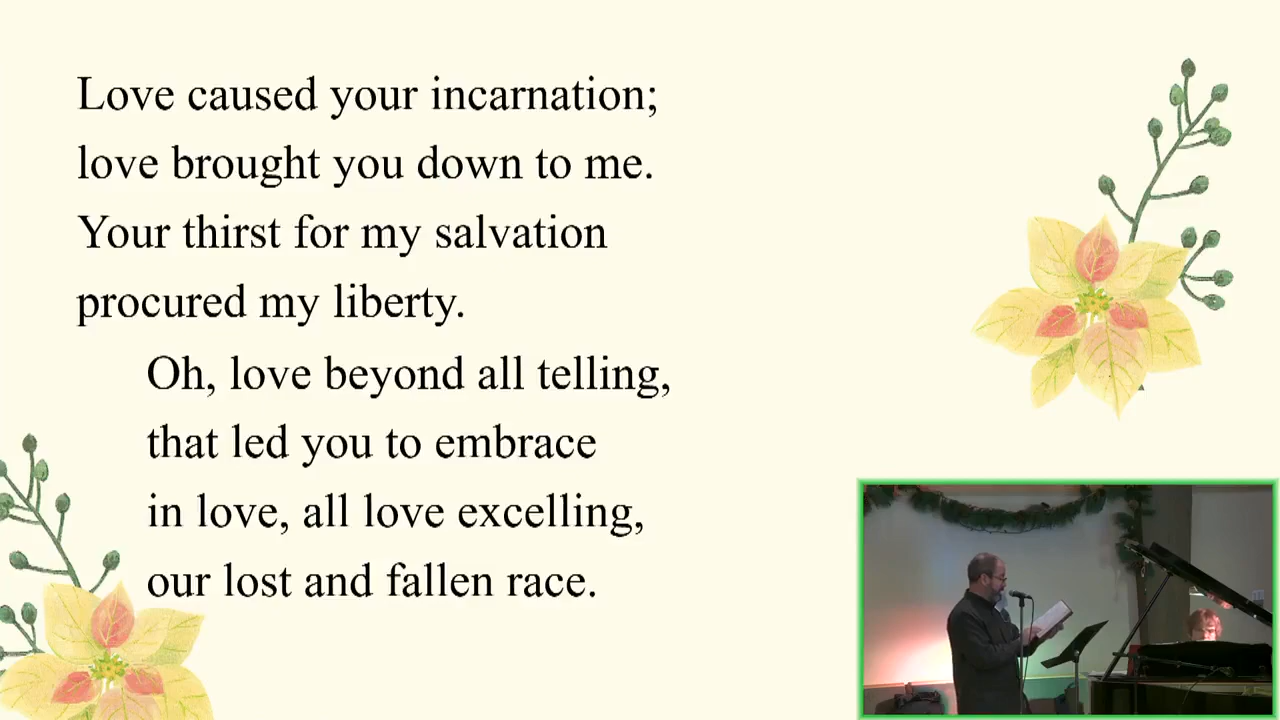 Love caused your incarnation;
love brought you down to me.
Your thirst for my salvation
procured my liberty.
Oh, love beyond all telling,
that led you to embrace
in love, all love excelling,
our lost and fallen race.